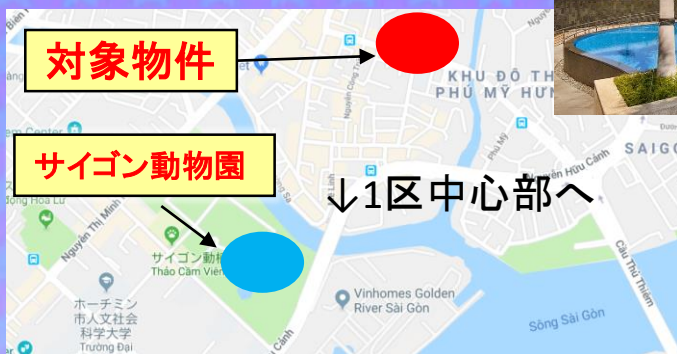 対象物件
サイゴン動物園
↓1区中心部へ
KHU ĐÔ TH
PHÚ MỸ HƯN
Phú Mỹ
Nguyễn Hữu Cảnh
SAIGO
Cầu Thủ Thiêm
Sông Sài Gòn
Vinhomes Golden
River Sài Gòn
Nguyễn Thị Minh
サイゴン動物
Thảo Cầm Viên
ホーチミン
市人文社会
科学大学
Trường Đại
Cảnh